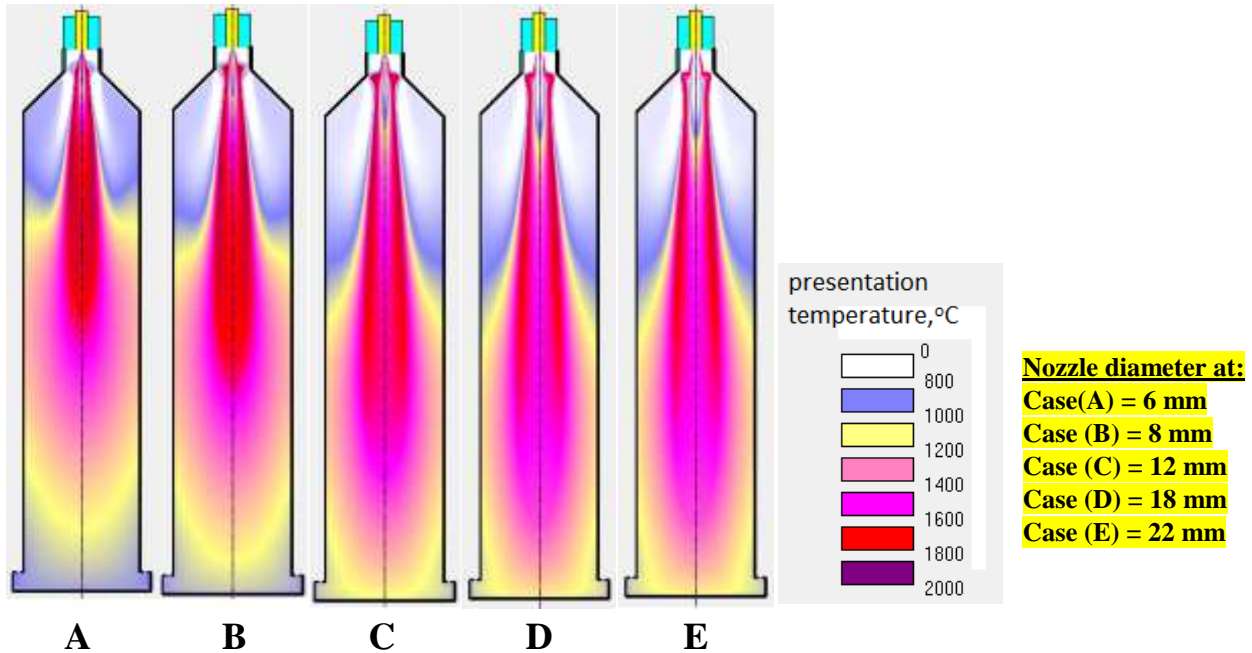 presentation
temperature,°C
0
800
1000
1200
1400
1600
1800
2000
Nozzle diameter at:
Case(A) = 6 mm
Case (B) = 8 mm
Case (C) = 12 mm
Case (D) = 18 mm
Case (E) = 22 mm
A B C D E